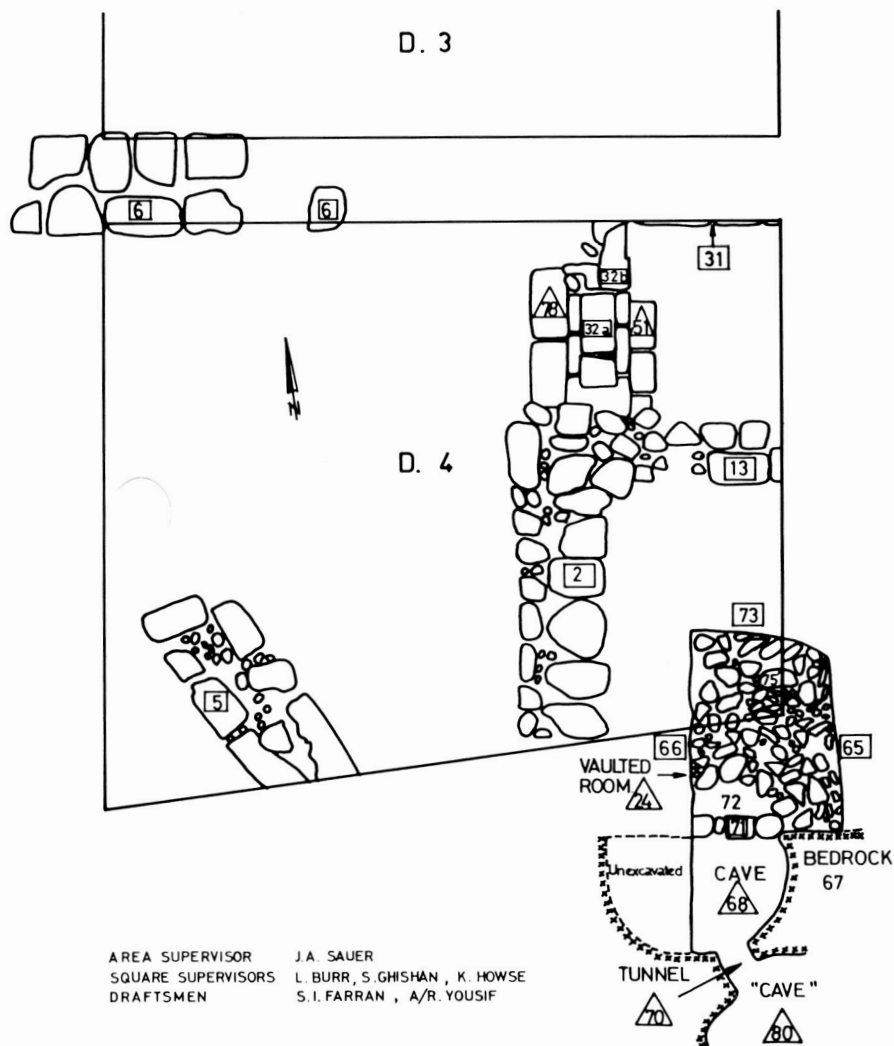 D. 3
6
6
31
32b
78
32a
51
N
D. 4
13
2
73
75
5
66
65
VAULTED
ROOM
24
72
71
Unexcavated
CAVE
68
BEDROCK
67
TUNNEL
70
"CAVE"
80
AREA SUPERVISOR J.A. SAUER
SQUARE SUPERVISORS L. BURR, S.GHISHAN, K. HOWSE
DRAFTSMEN S.I. FARRAN, A/R. YOUSIF